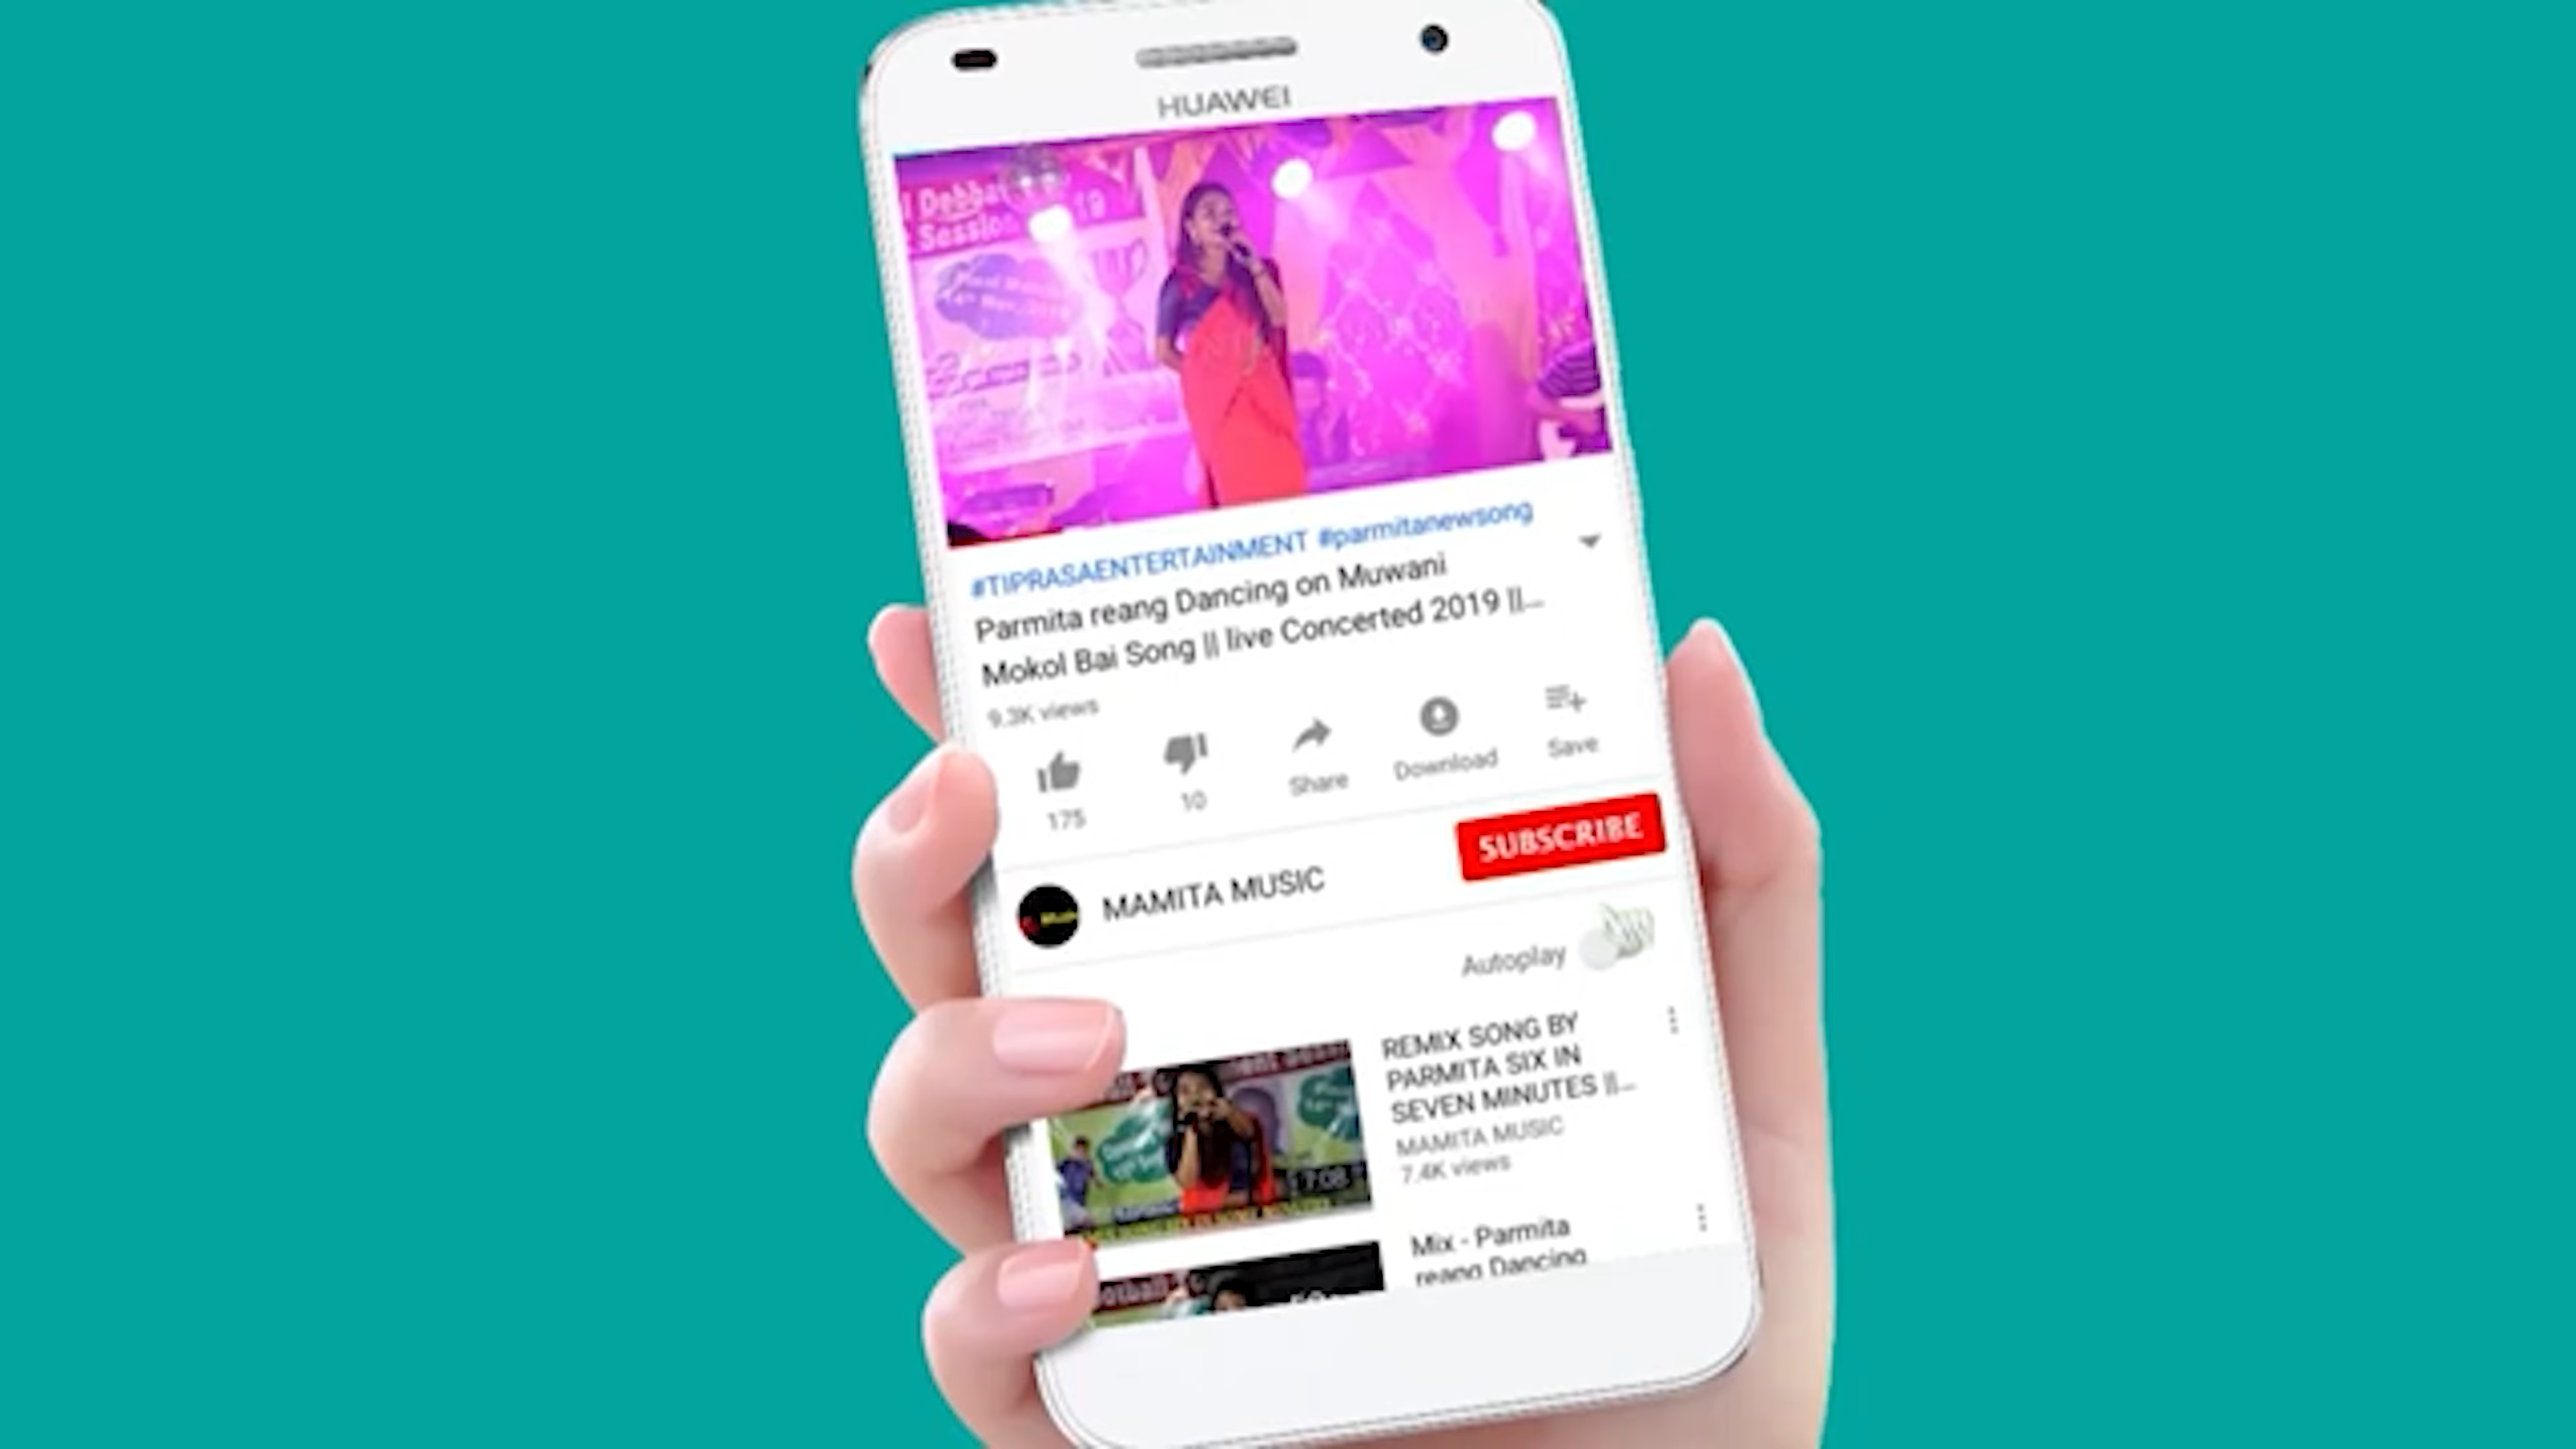 HUAWEI
Session
#TIPRASAENTERTAINMENT #parmitanewsong
Parmita reang Dancing on Muwani
Mokol Bai Song || live Concerted 2019 ||...
9.3K views
175
10
Share
Download
Save
MAMITA MUSIC
SUBSCRIBE
Autoplay
REMIX SONG BY
PARMITA SIX IN
SEVEN MINUTES ||...
MAMITA MUSIC
7.4K views
17:08
Mix - Parmita
reang Dancing